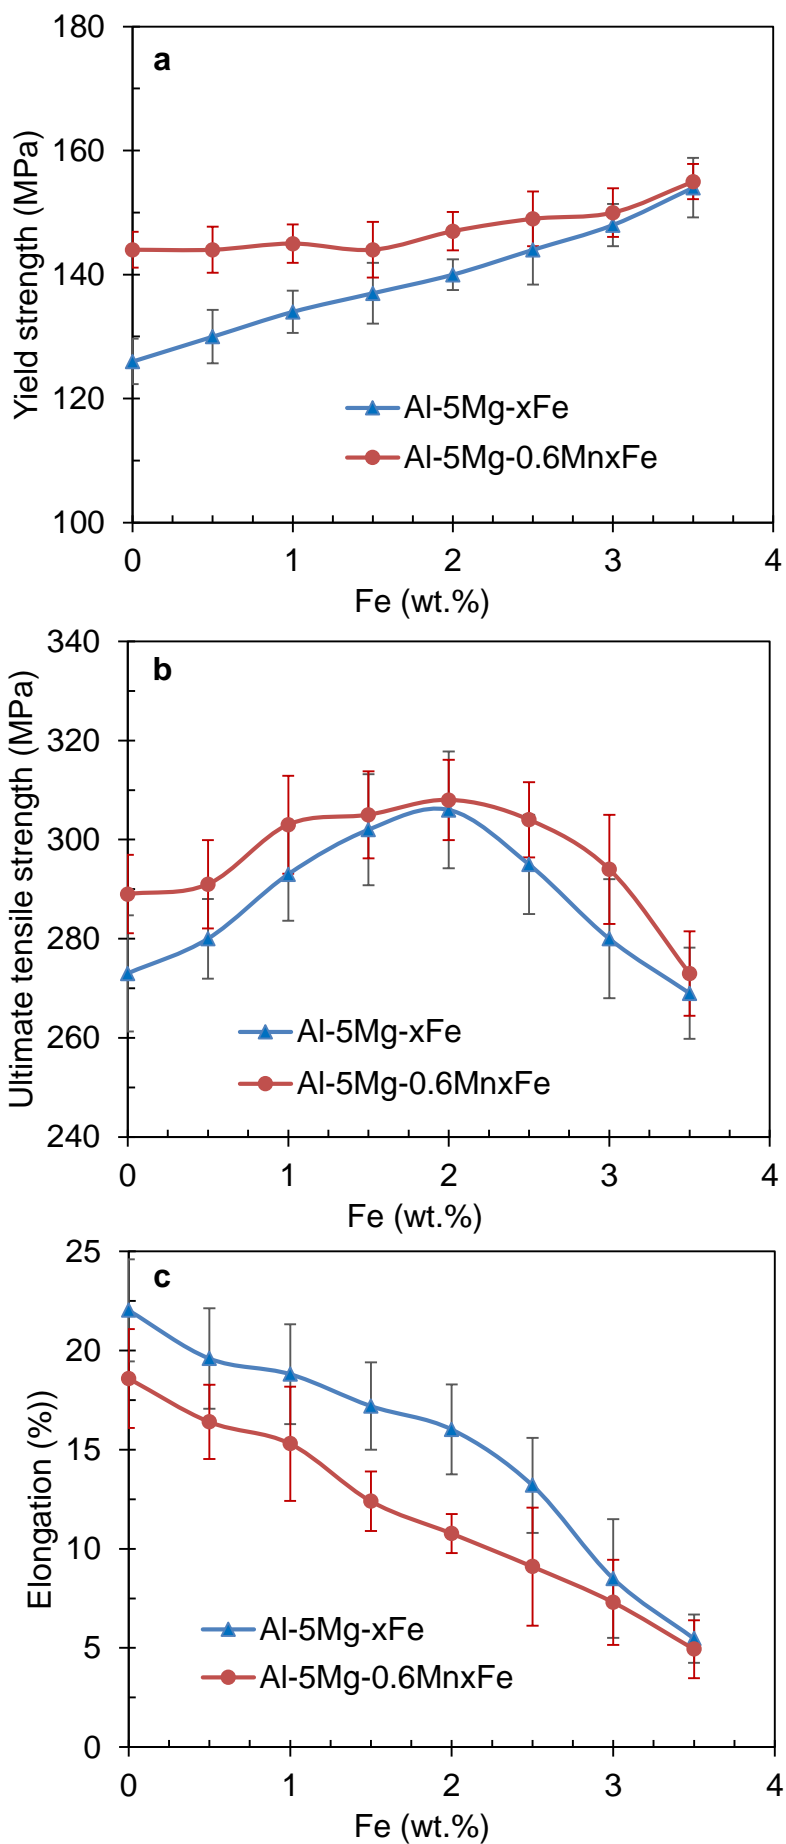 a
Yield strength (MPa)
180
160
140
120
100
Al-5Mg-xFe
Al-5Mg-0.6MnxFe
0 1 2 3 4
Fe (wt.%)
b
Ultimate tensile strength (MPa)
340
320
300
280
260
240
Al-5Mg-xFe
Al-5Mg-0.6MnxFe
0 1 2 3 4
Fe (wt.%)
c
Elongation (%))
25
20
15
10
5
0
Al-5Mg-xFe
Al-5Mg-0.6MnxFe
0 1 2 3 4
Fe (wt.%)